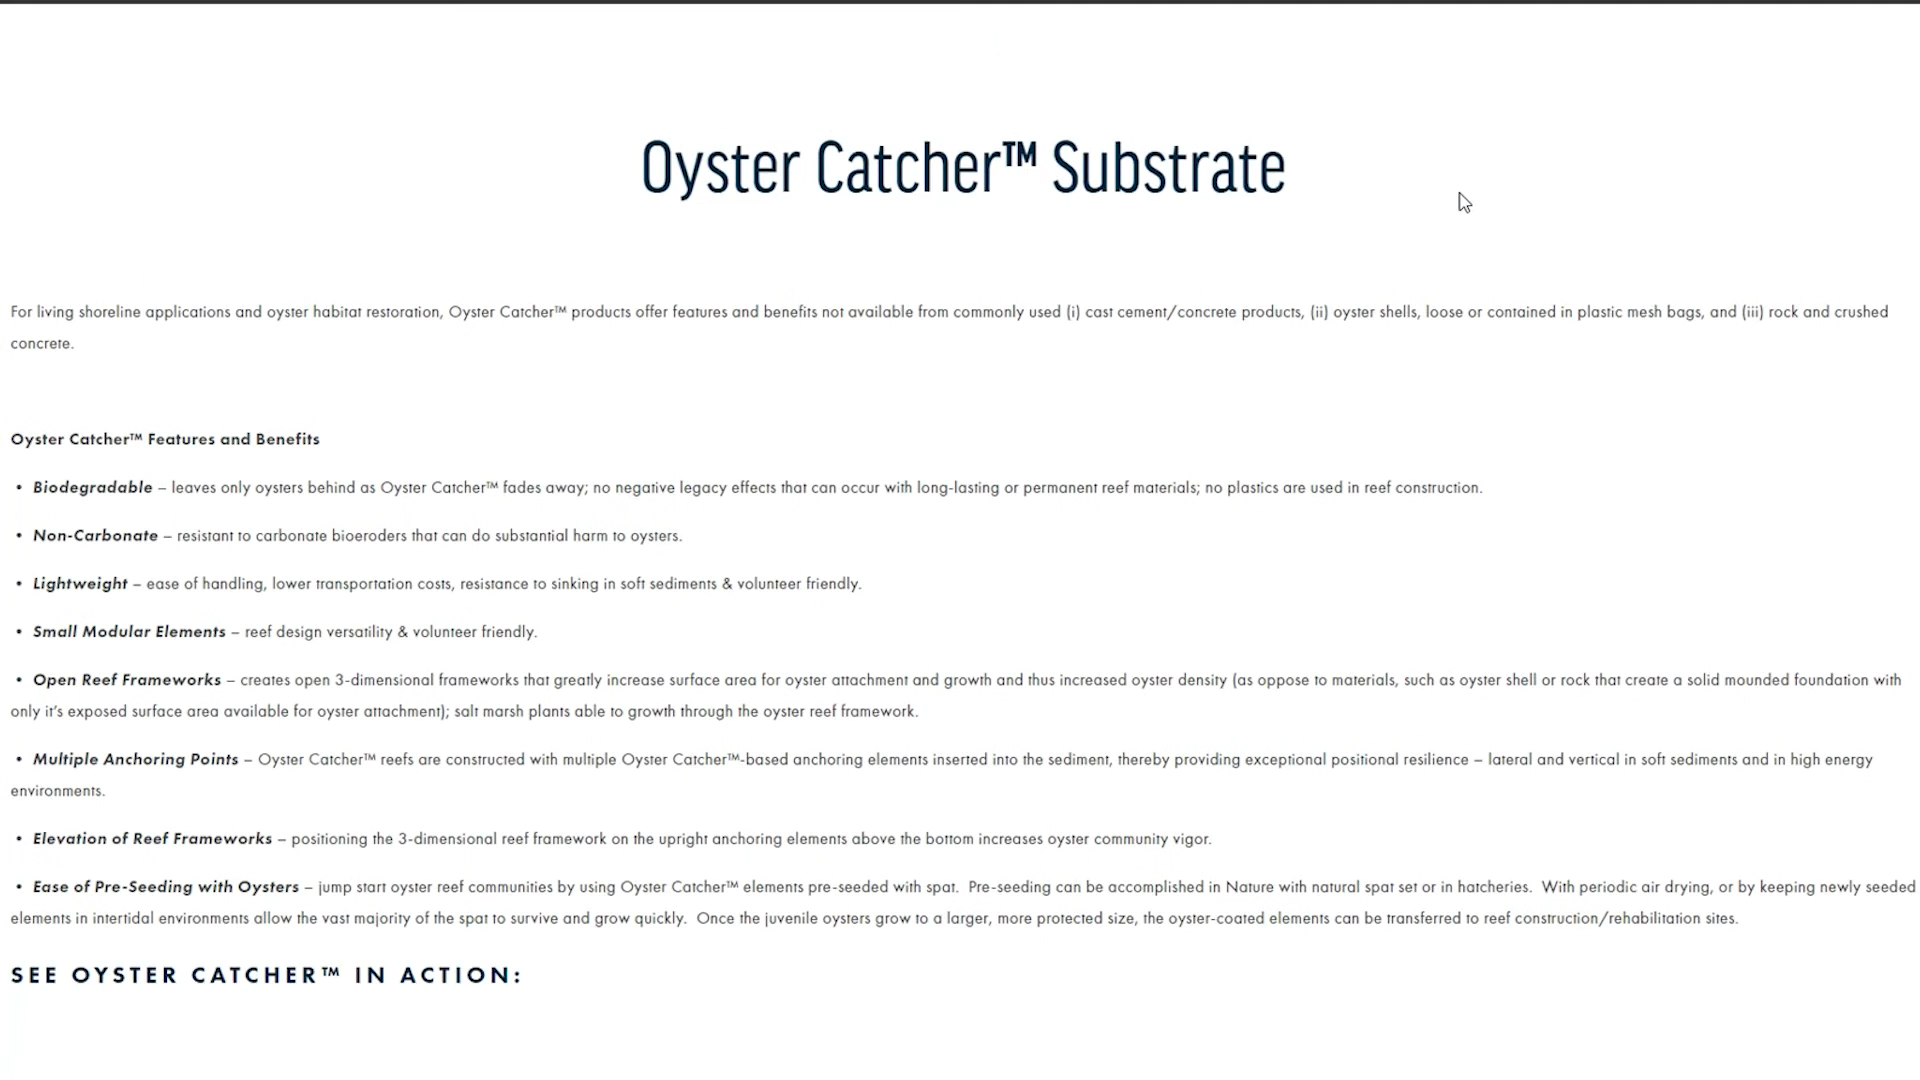 Oyster Catcher™ Substrate
For living shoreline applications and oyster habitat restoration, Oyster Catcher™ products offer features and benefits not available from commonly used (i) cast cement/concrete products, (ii) oyster shells, loose or contained in plastic mesh bags, and (iii) rock and crushed
concrete.
Oyster Catcher™ Features and Benefits
• Biodegradable – leaves only oysters behind as Oyster Catcher™ fades away; no negative legacy effects that can occur with long-lasting or permanent reef materials; no plastics are used in reef construction.
• Non-Carbonate – resistant to carbonate bioeroders that can do substantial harm to oysters.
• Lightweight – ease of handling, lower transportation costs, resistance to sinking in soft sediments & volunteer friendly.
• Small Modular Elements – reef design versatility & volunteer friendly.
• Open Reef Frameworks – creates open 3-dimensional frameworks that greatly increase surface area for oyster attachment and growth and thus increased oyster density (as oppose to materials, such as oyster shell or rock that create a solid mounded foundation with
only it's exposed surface area available for oyster attachment); salt marsh plants able to growth through the oyster reef framework.
• Multiple Anchoring Points – Oyster Catcher™ reefs are constructed with multiple Oyster Catcher™-based anchoring elements inserted into the sediment, thereby providing exceptional positional resilience – lateral and vertical in soft sediments and in high energy
environments.
• Elevation of Reef Frameworks – positioning the 3-dimensional reef framework on the upright anchoring elements above the bottom increases oyster community vigor.
• Ease of Pre-Seeding with Oysters – jump start oyster reef communities by using Oyster Catcher™ elements pre-seeded with spat. Pre-seeding can be accomplished in Nature with natural spat set or in hatcheries. With periodic air drying, or by keeping newly seeded
elements in intertidal environments allow the vast majority of the spat to survive and grow quickly. Once the juvenile oysters grow to a larger, more protected size, the oyster-coated elements can be transferred to reef construction/rehabilitation sites.
SEE OYSTER CATCHER™ IN ACTION: